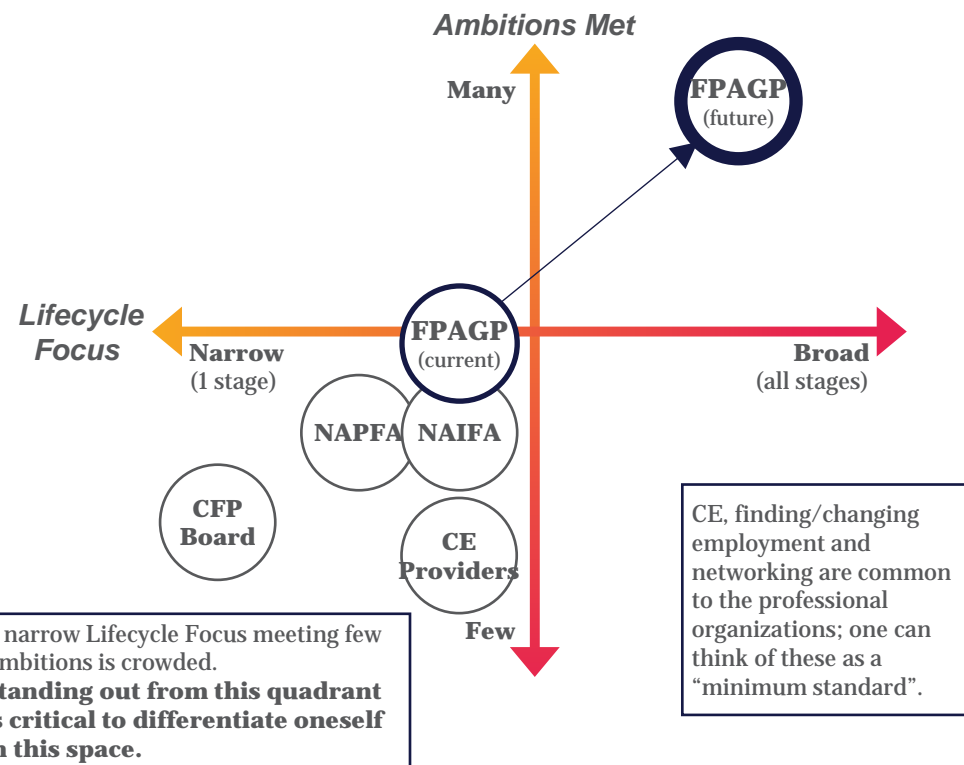 Ambitions Met
Many
FPAGP
(future)
Lifecycle
Focus
FPAGP
(current)
Narrow
(1 stage)
Broad
(all stages)
NAPFA
NAIFA
CFP
Board
CE
Providers
Few
CE, finding/changing
employment and
networking are common
to the professional
organizations; one can
think of these as a
“minimum standard”.
narrow Lifecycle Focus meeting few
mbitions is crowded.
tanding out from this quadrant
s critical to differentiate oneself
this space.